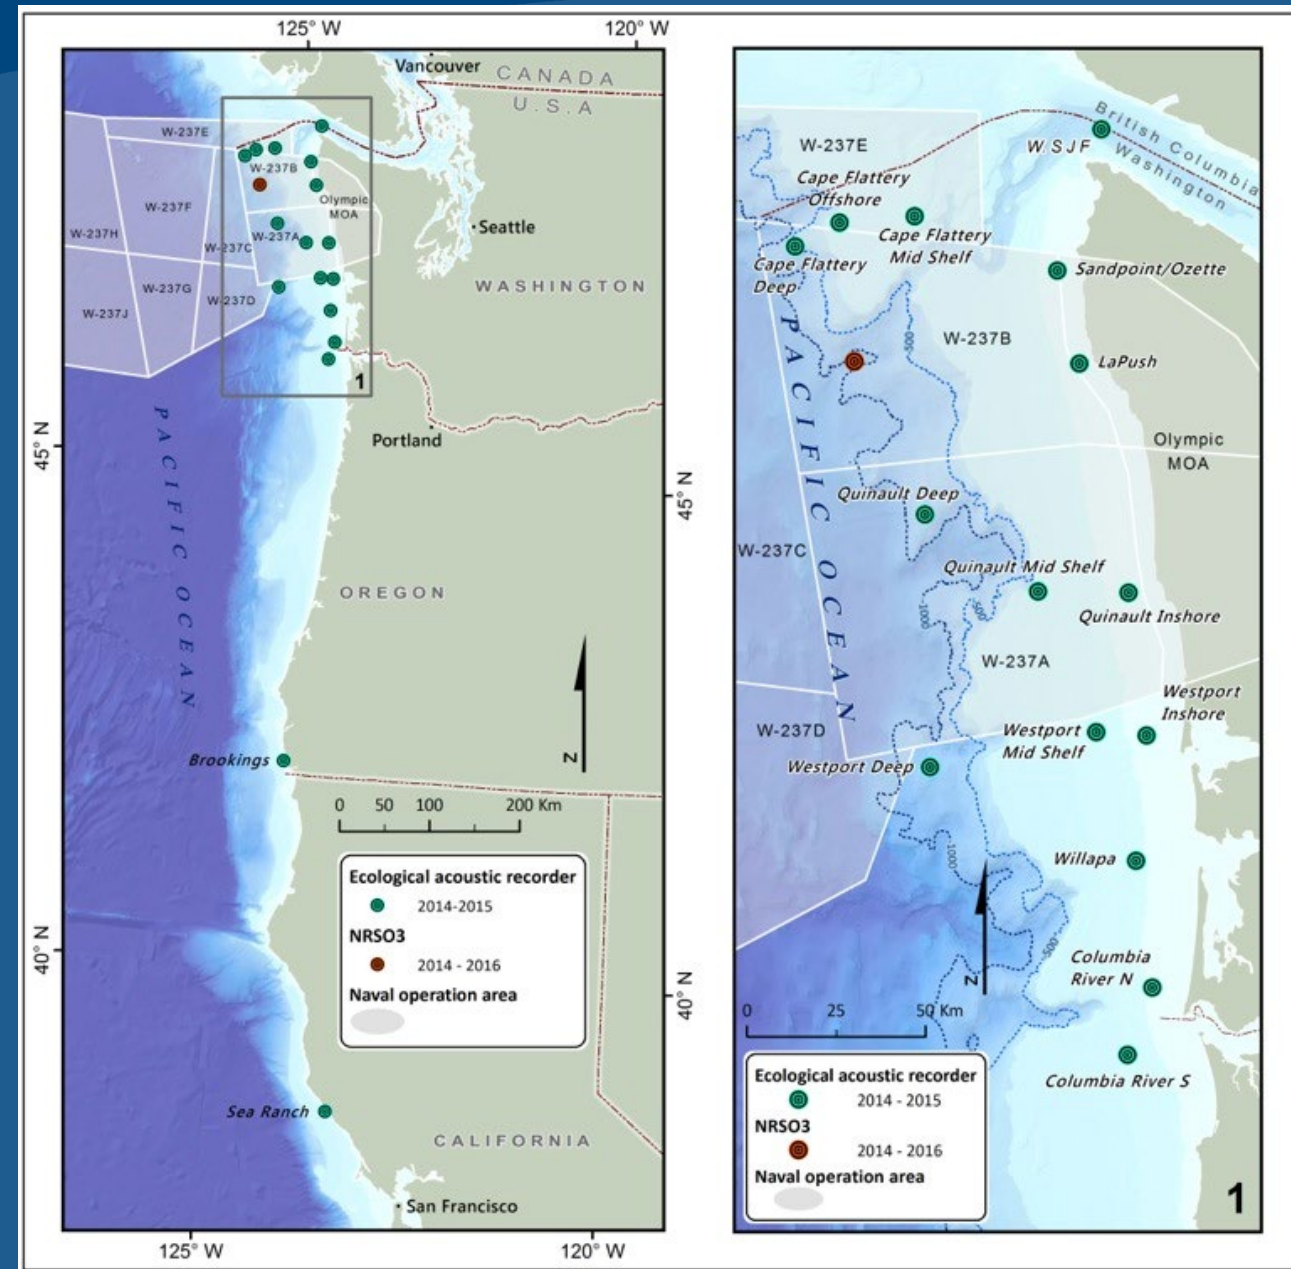 125° W
120° W
Vancouver
CANADA
U.S.A
W-237E
W-237B
Olympic
MOA
W-237F
W-237H
W-237C
W-237A
Seattle
W-237G
W-237D
W-237J
WASHINGTON
1
Portland
45° N
45° N
PACIFIC OCEAN
OREGON
N
Brookings
0 50 100 200 Km
Ecological acoustic recorder
2014-2015
NRSO3
2014 - 2016
Naval operation area
40° N
40° N
Sea Ranch
CALIFORNIA
San Francisco
125° W
120° W
British Columbia
Washington
WSJF
W-237E
Cape Flattery
Offshore
Cape Flattery
Mid Shelf
Cape Flattery
Deep
Sandpoint/Ozette
500
W-237B
LaPush
PACIFIC OCEAN
Olympic
MOA
Quinault Deep
W-237C
Quinault Mid Shelf
1000
500
Quinault Inshore
W-237A
W-237D
Westport
Inshore
Westport
Mid Shelf
Westport Deep
1000
Willapa
500
Columbia
River N
N
0 25 50 Km
Columbia River S
Ecological acoustic recorder
2014 - 2015
NRSO3
2014 - 2016
Naval operation area
1